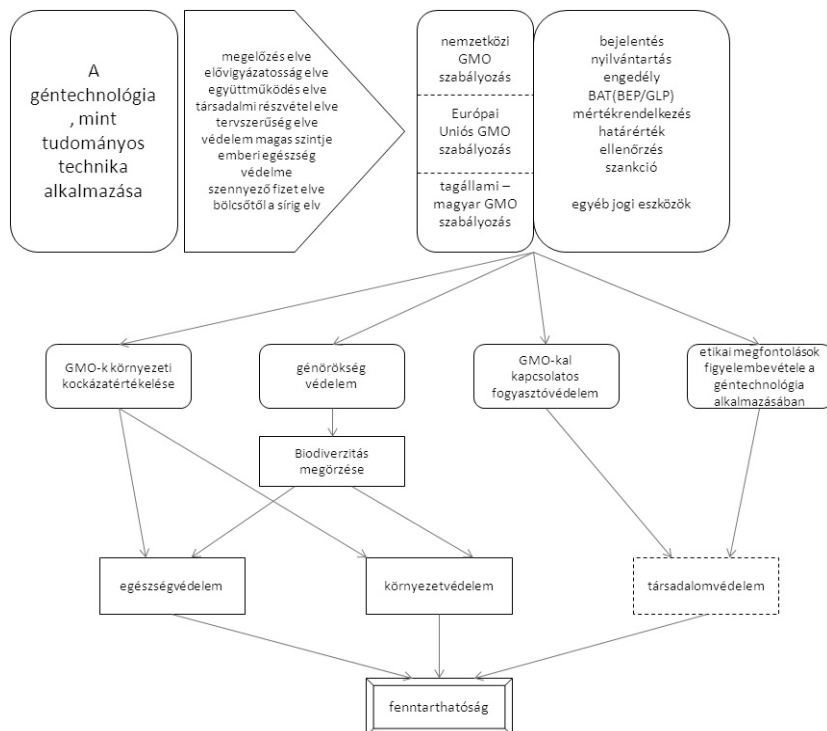 A
géntechnológia
, mint
tudományos
technika
alkalmazása
megelőzés elve
elővigyázatosság elve
együttműködés elve
társadalmi részvétel elve
tervszerűség elve
védelem magas szintje
emberi egészség
védelme
szennyező fizet elve
bölcsőtől a sírig elv
nemzetközi
GMO
szabályozás
Európai
Uniós GMO
szabályozás
tagállami –
magyar GMO
szabályozás
bejelentés
nyilvántartás
engedély
BAT(BEP/GLP)
mértékrendelkezés
határérték
ellenőrzés
szankció
egyéb jogi eszközök
GMO-k környezeti
kockázatértékelése
génörökség
védelem
GMO-kal
kapcsolatos
fogyasztóvédelem
etikai megfontolások
figyelembevétele a
géntechnológia
alkalmazásában
Biodiverzitás
megörzése
egészségvédelem
környezetvédelem
társadalomvédelem
fenntarthatóság